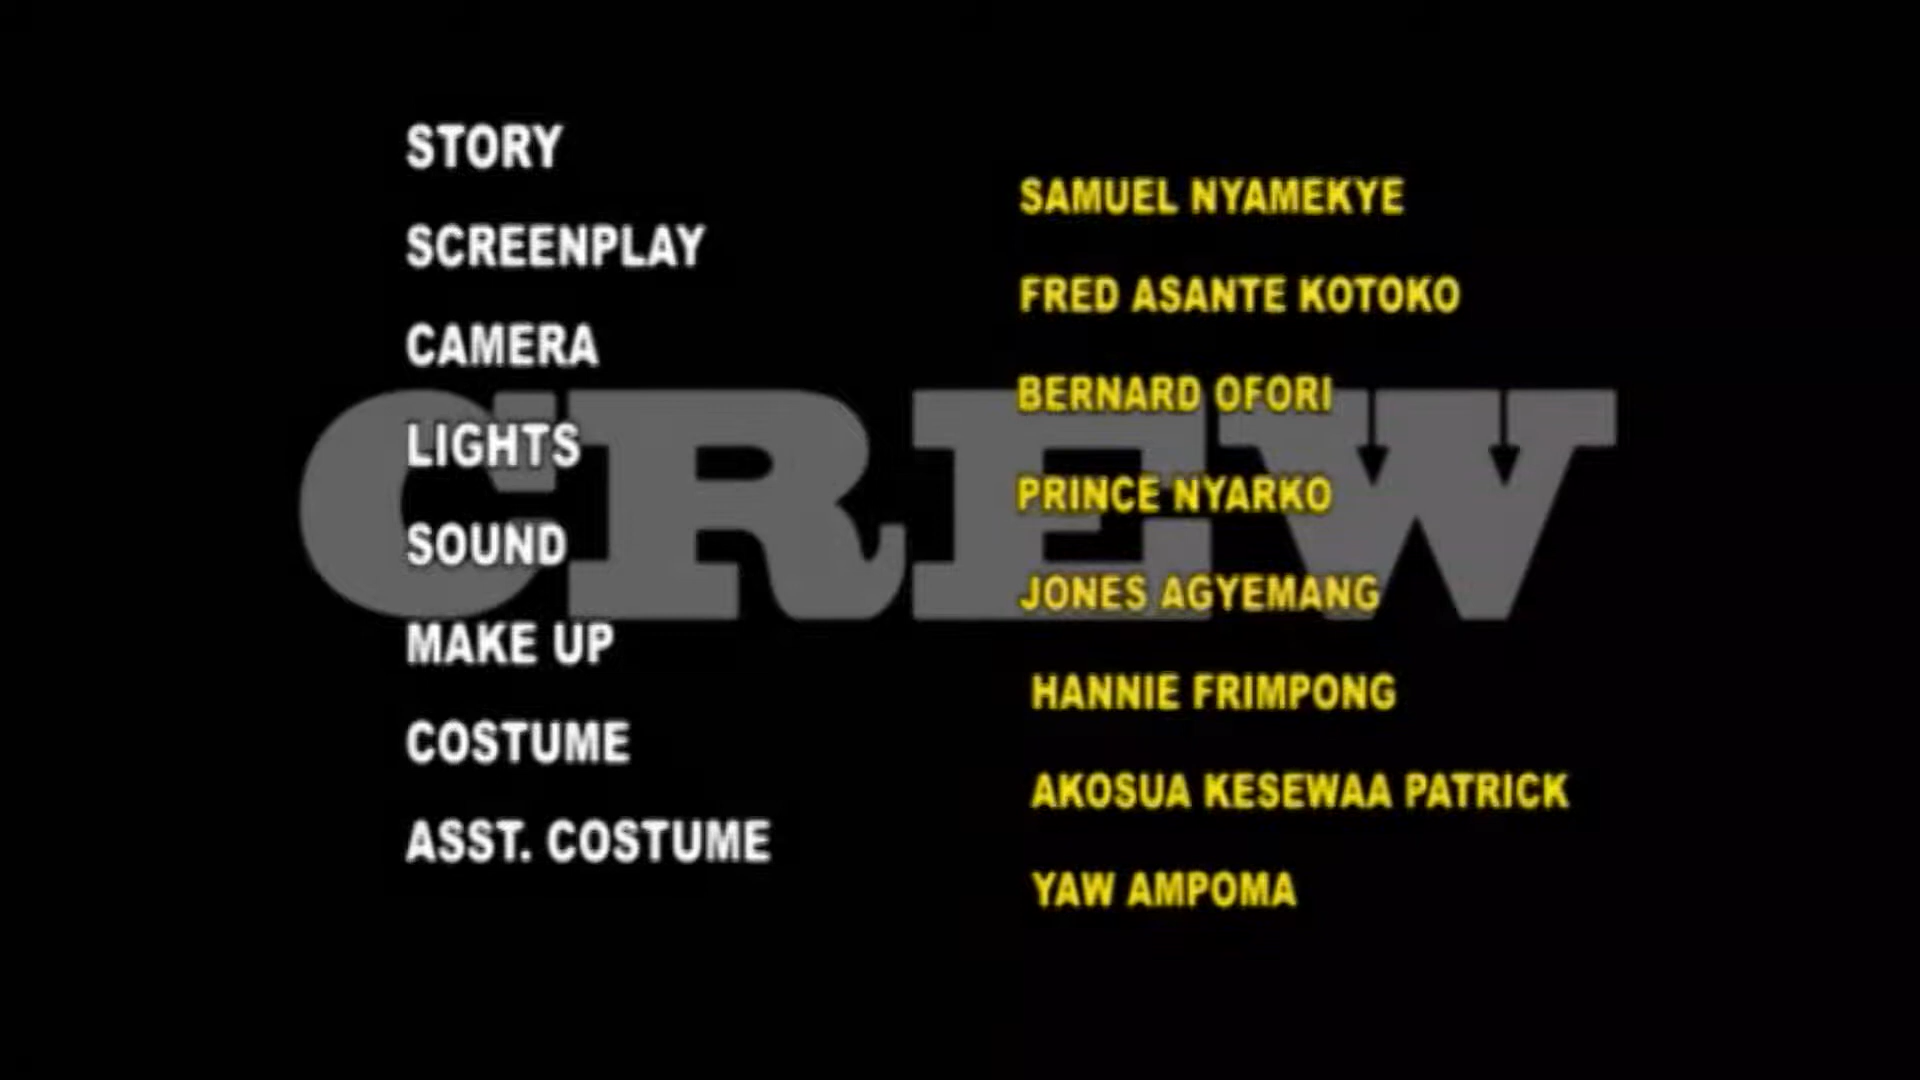 CREW
STORY
SAMUEL NYAMEKYE
SCREENPLAY
FRED ASANTE KOTOKO
CAMERA
BERNARD OFORI
LIGHTS
PRINCE NYARKO
SOUND
JONES AGYEMANG
MAKE UP
HANNIE FRIMPONG
COSTUME
AKOSUA KESEWAA PATRICK
ASST. COSTUME
YAW AMPOMA